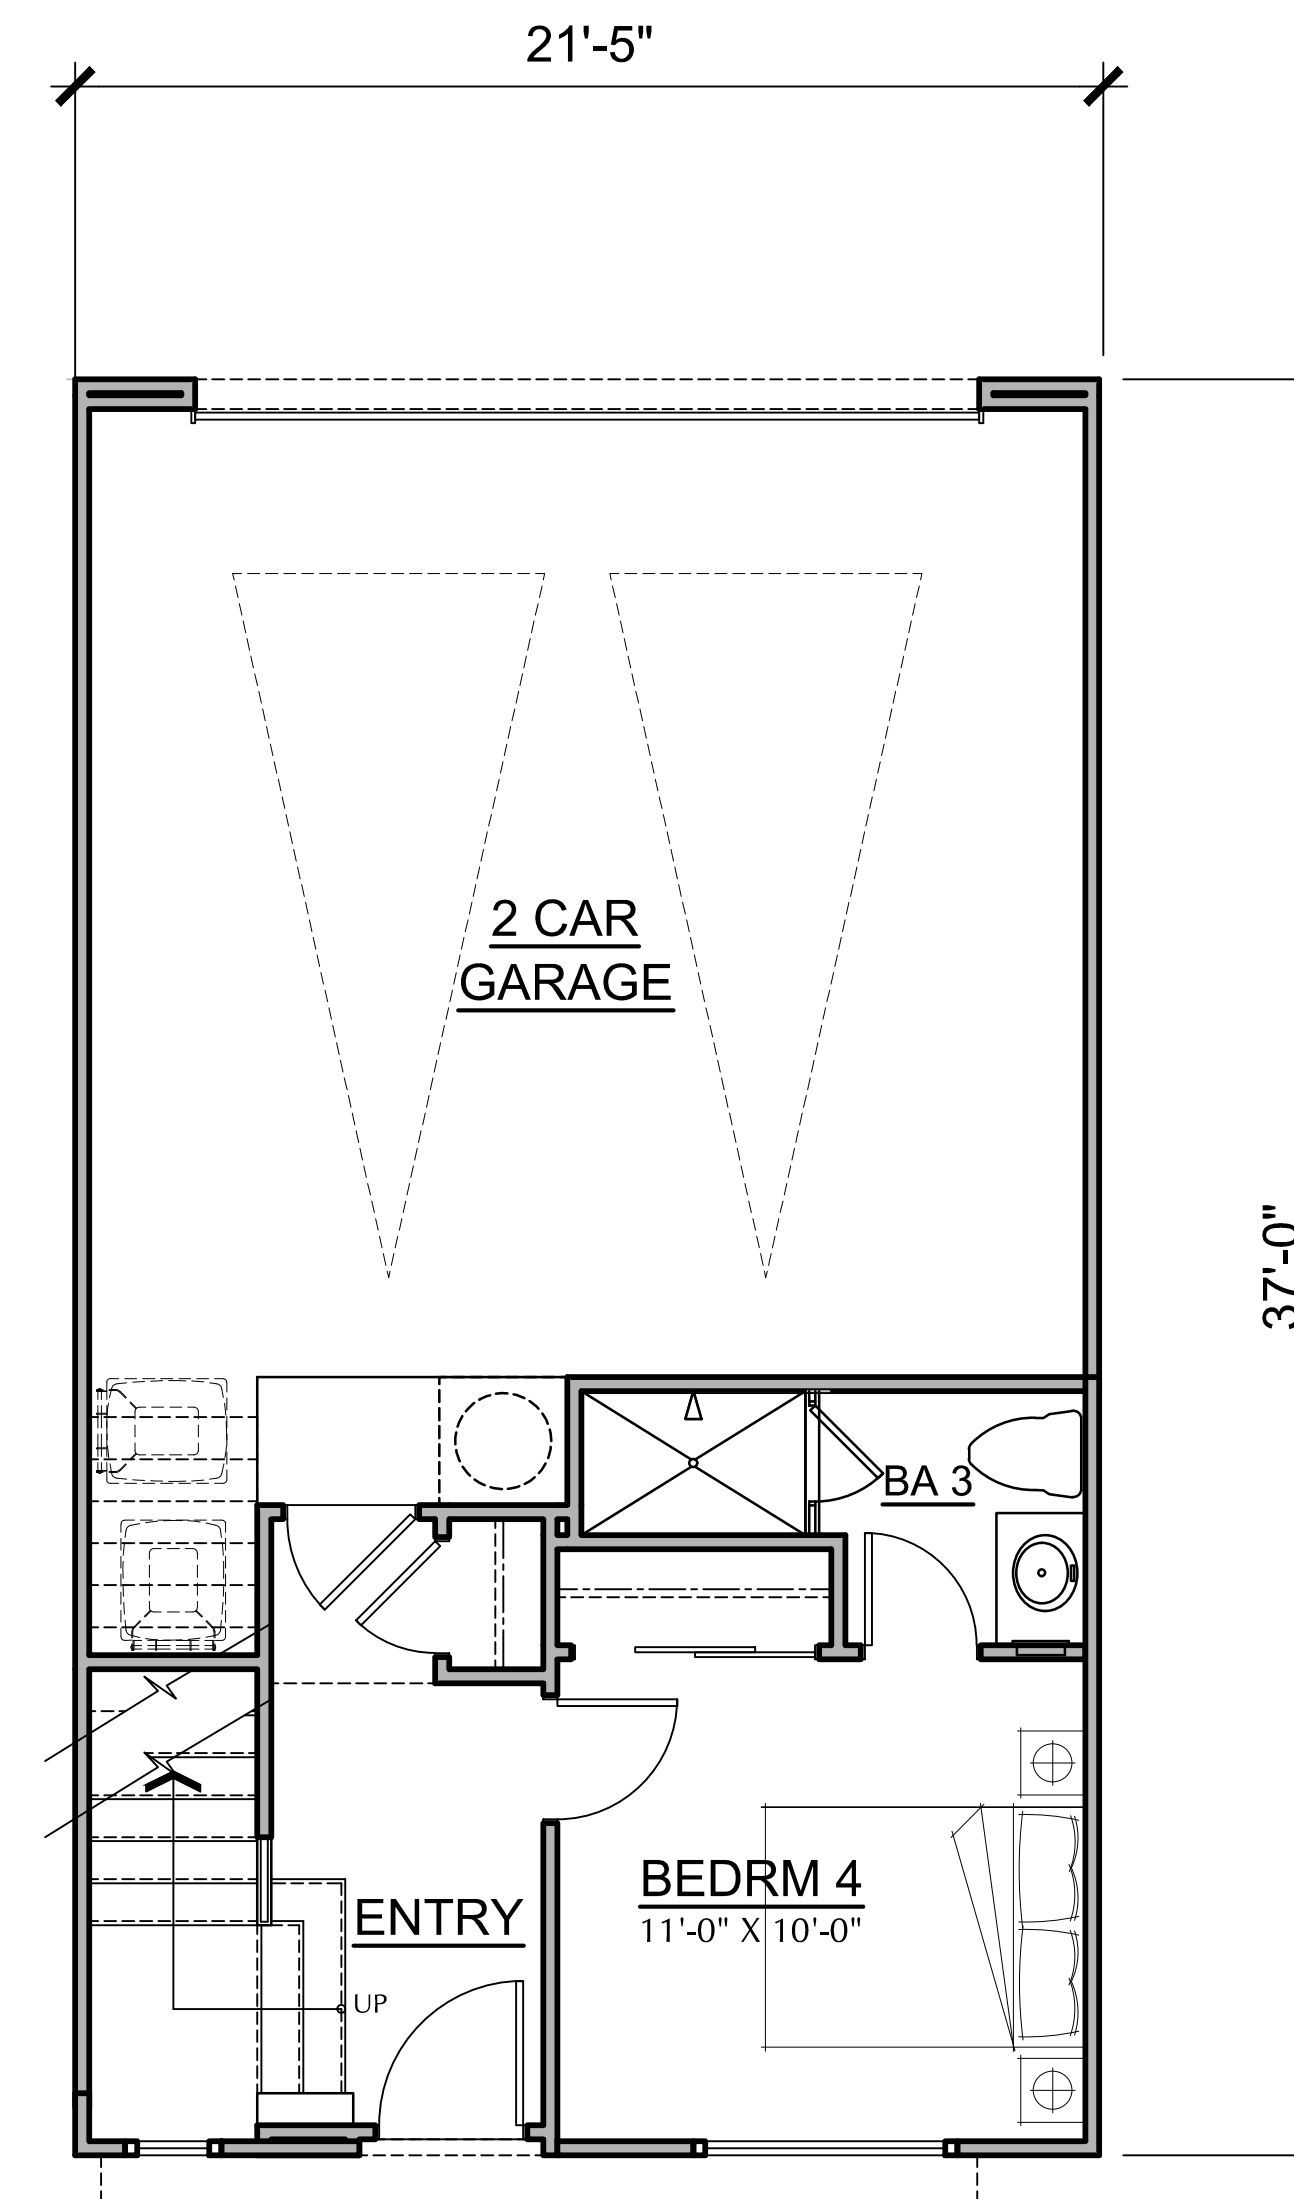 21'-5"
2 CAR
GARAGE
37'-0"
BA 3
BEDRM 4
11'-0" X 10'-0"
ENTRY
UP